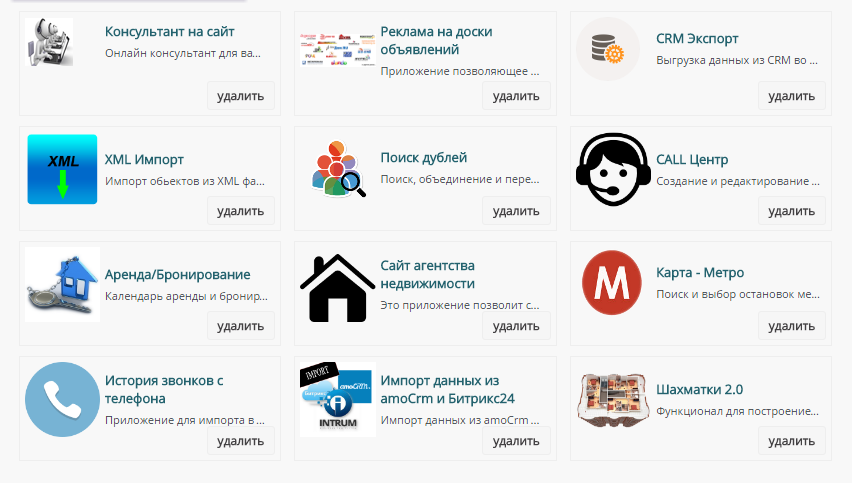 Консультант на сайт
Онлайн консультант для ва...
удалить
Реклама на доски
объявлений
Приложение позволяющее ...
удалить
CRM Экспорт
Выгрузка данных из CRM во ...
удалить
XML
XML Импорт
Импорт обьектов из XML фа...
удалить
Поиск дублей
Поиск, объединение и пере...
удалить
CALL Центр
Создание и редактирование ...
удалить
Аренда/Бронирование
Календарь аренды и бронир...
удалить
Сайт агентства
недвижимости
Это приложение позволит с...
удалить
М
Карта - Метро
Поиск и выбор остановок ме...
удалить
История звонков с
телефона
Приложение для импорта в ...
удалить
IMPORT
amoCRM.
Битрикс
INTRUM
Импорт данных из
amoCrm и Битрикс24
Импорт данных из amoCrm ...
удалить
Шахматки 2.0
Функционал для построение...
удалить